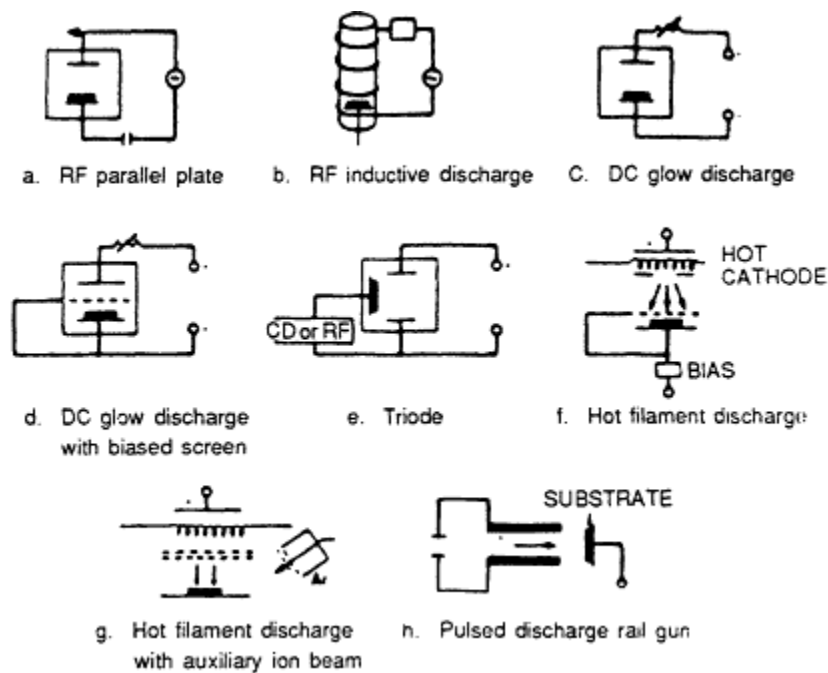 a. RF parallel plate
b. RF inductive discharge
C. DC glow discharge
HOT
CATHODE
CD or RF
BIAS
d. DC glow discharge
with biased screen
e. Triode
f. Hot filament discharge
SUBSTRATE
Ar
g. Hot filament discharge
with auxiliary ion beam
h. Pulsed discharge rail gun